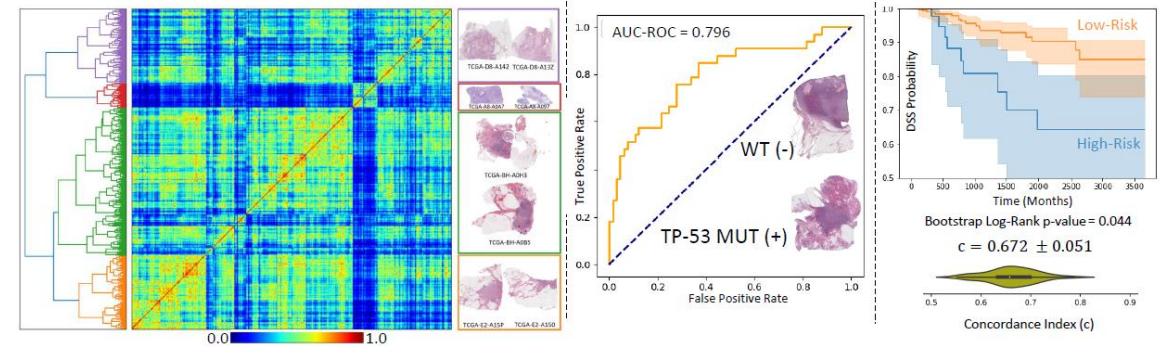 TCGA-D8-A142 TCGA-D8-A13Z
TCGA-A8-A0A7 TCGA-A8-A097
TCGA-BH-A0H3
TCGA-BH-A0B5
TCGA-E2-A15P TCGA-E2-A15O
0.0 1.0
AUC-ROC = 0.796
WT (-)
TP-53 MUT (+)
True Positive Rate
1.0
0.8
0.2
0.0
0.0 0.2 0.4 0.6 0.8 1.0
False Positive Rate
Low-Risk
High-Risk
DSS Probability
1.0
0.9
0.8
0.7
0.6
0.5
0 500 1000 1500 2000 2500 3000 3500
Time (Months)
Bootstrap Log-Rank p-value = 0.044
c = 0.672 ± 0.051
0.5 0.6 0.7 0.8 0.9
Concordance Index (c)